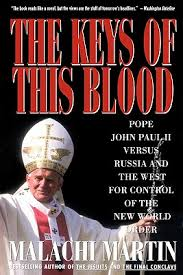 "The book reads like a novel; but the views are the stuff of tomorrow's headlines." — Washington Dateline
THE KEYS OF
THIS BLOOD
POPE
JOHN PAUL II
VERSUS
RUSSIA AND
THE WEST
FOR CONTROL
OF THE
NEW WORLD
ORDER
MALACHI MARTIN
BESTSELLING AUTHOR OF THE JESUITS AND THE FINAL CONCLAVE